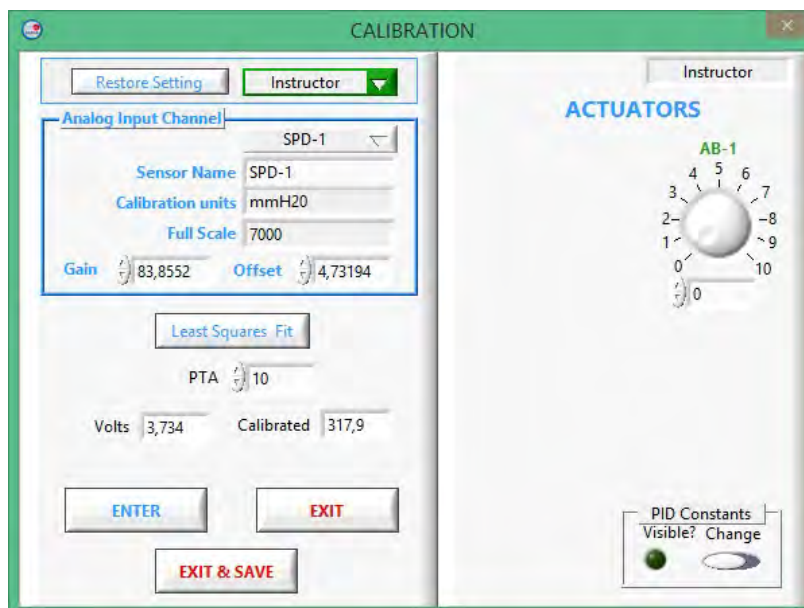 CALIBRATION
Restore Setting
Instructor
Analog Input Channel
SPD-1
Sensor Name SPD-1
Calibration units mmH20
Full Scale 7000
Gain 83,8552 Offset 4,73194
Least Squares Fit
PTA 10
Volts 3,734 Calibrated 317,9
ENTER
EXIT
EXIT & SAVE
Instructor
ACTUATORS
AB-1
0 1 2 3 4 5 6 7 8 9 10
0
PID Constants
Visible? Change